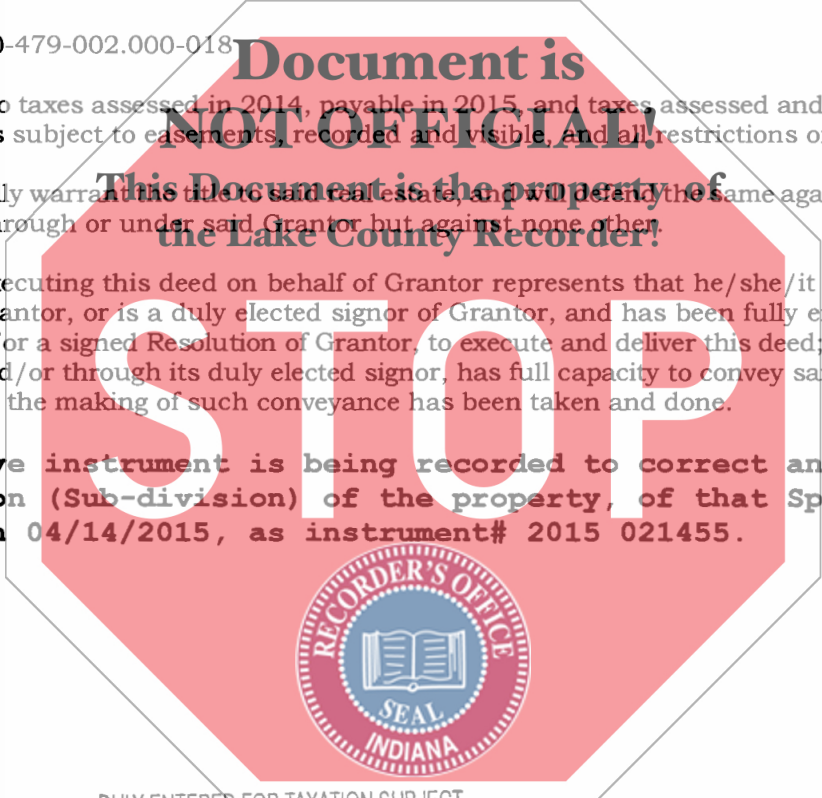 -479-002.000-018
Document is
taxes assessed in 2014, payable in 2015, and taxes assessed and
NOT OFFICIAL!
subject to easements, recorded and visible, and all restrictions
This Document is the property of
ly warrant the title to said real estate, and will defend the same aga
rough or under said Grantor but against none other.
the Lake County Recorder!
ecuting this deed on behalf of Grantor represents that he/she/it
antor, or is a duly elected signor of Grantor, and has been fully e
or a signed Resolution of Grantor, to execute and deliver this deed;
d/or through its duly elected signor, has full capacity to convey sa
the making of such conveyance has been taken and done.
STOP
e instrument is being recorded to correct an
n (Sub-division) of the property, of that Sp
04/14/2015, as instrument# 2015 021455.
RECORDER'S OFFICE
SEAL
INDIANA
DULY ENTERED FOR TAXATION SUBJECT